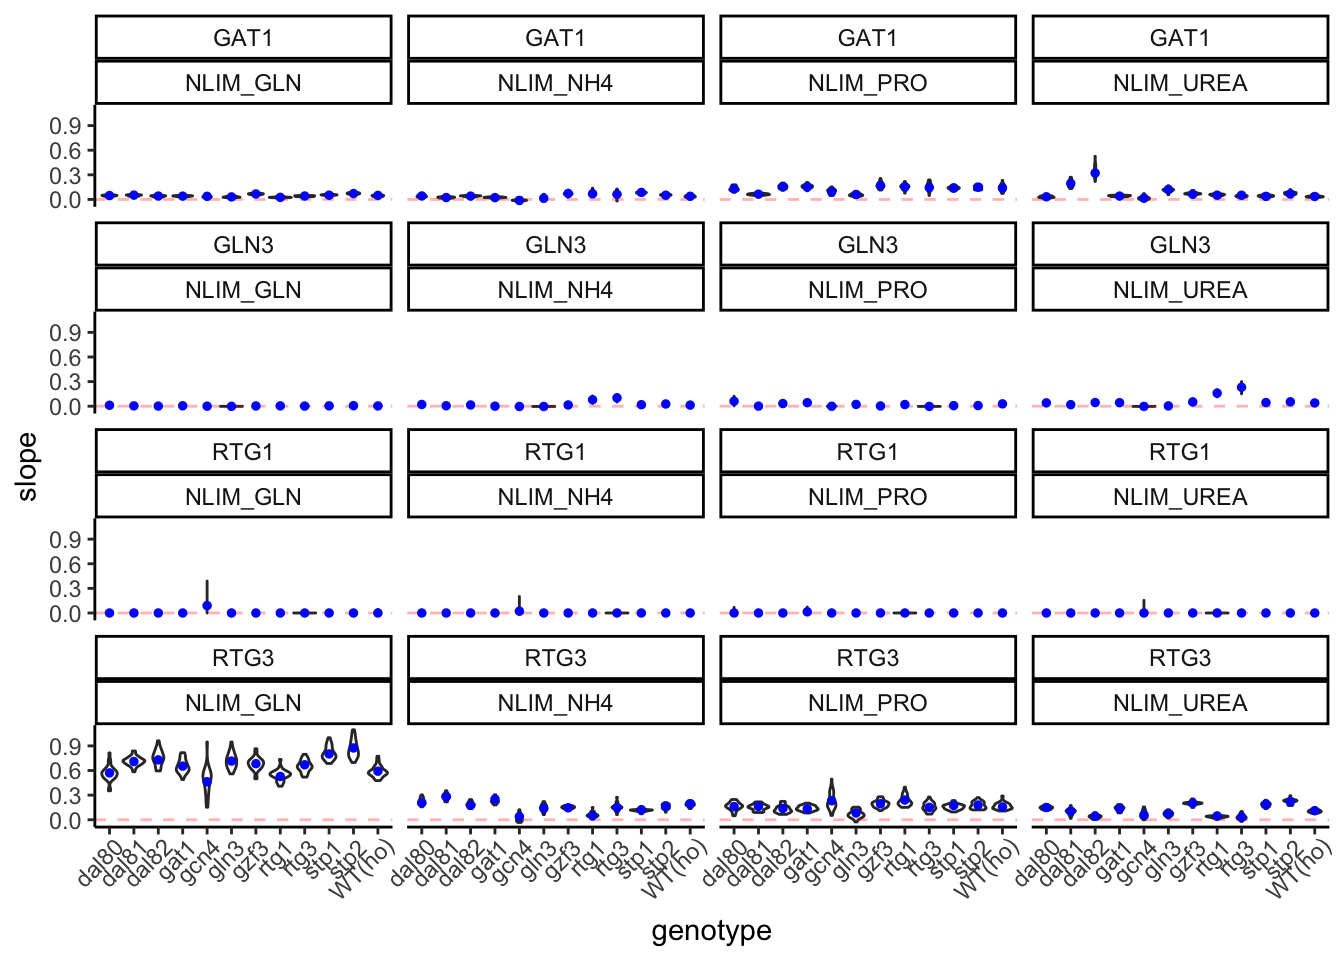 GAT1 GAT1 GAT1 GAT1
NLIM_GLN NLIM_NH4 NLIM_PRO NLIM_UREA
0.9
0.6
0.3
0.0
GLN3 GLN3 GLN3 GLN3
NLIM_GLN NLIM_NH4 NLIM_PRO NLIM_UREA
0.9
0.6
0.3
0.0
slope
RTG1 RTG1 RTG1 RTG1
NLIM_GLN NLIM_NH4 NLIM_PRO NLIM_UREA
0.9
0.6
0.3
0.0
RTG3 RTG3 RTG3 RTG3
NLIM_GLN NLIM_NH4 NLIM_PRO NLIM_UREA
0.9
0.6
0.3
0.0
dal80 dal81 dal82 gat1 gcn4 gln3 gzf3 rtg1 rtg3 stp1 stp2 WT(ho) dal80 dal81 dal82 gat1 gcn4 gln3 gzf3 rtg1 rtg3 stp1 stp2 WT(ho) dal80 dal81 dal82 gat1 gcn4 gln3 gzf3 rtg1 rtg3 stp1 stp2 WT(ho) dal80 dal81 dal82 gat1 gcn4 gln3 gzf3 rtg1 rtg3 stp1 stp2 WT(ho)
genotype